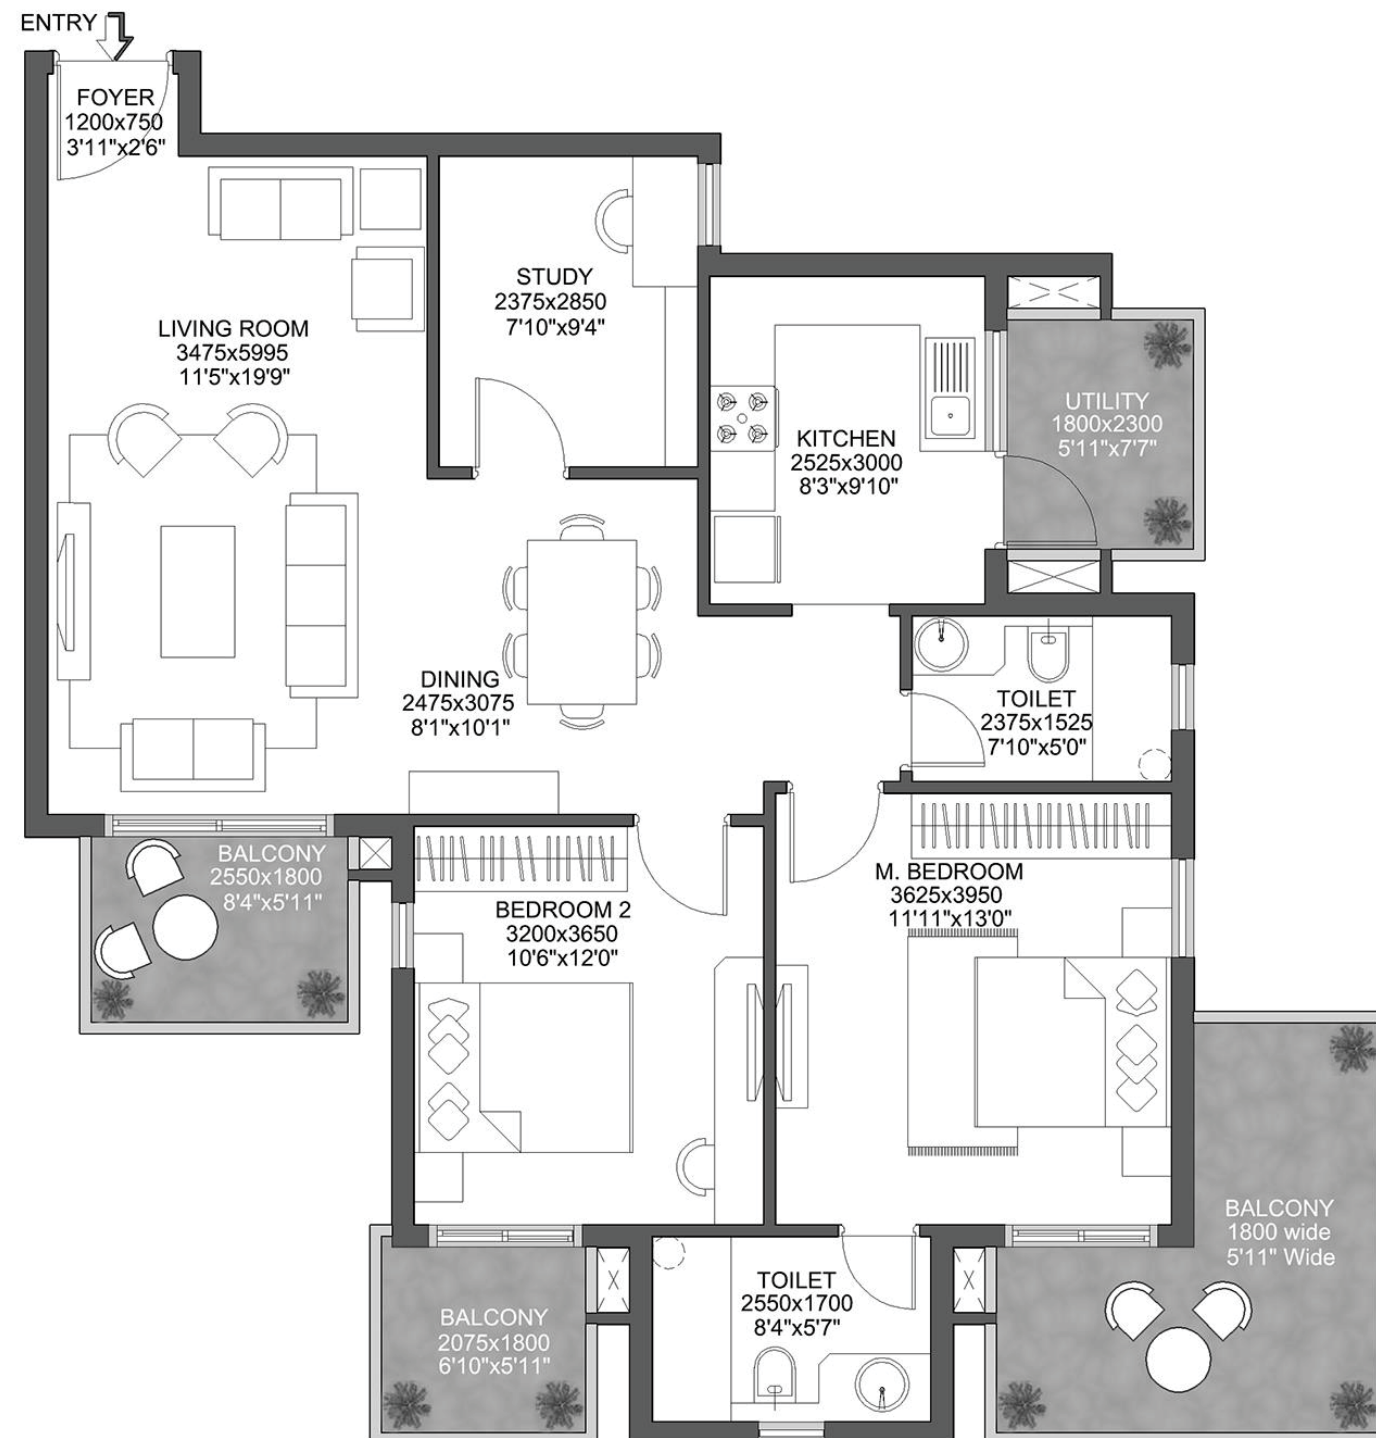 ENTRY
FOYER
1200x750
3'11"x2'6"
STUDY
2375x2850
7'10"x9'4"
LIVING ROOM
3475x5995
11'5"x19'9"
UTILITY
1800x2300
5'11"x7'7"
KITCHEN
2525x3000
8'3"x9'10"
DINING
2475x3075
8'1"x10'1"
TOILET
2375x1525
7'10"x5'0"
BALCONY
2550x1800
8'4"x5'11"
BEDROOM 2
3200x3650
10'6"x12'0"
M. BEDROOM
3625x3950
11'11"x13'0"
BALCONY
1800 wide
5'11" Wide
TOILET
2550x1700
8'4"x5'7"
BALCONY
2075x1800
6'10"x5'11"